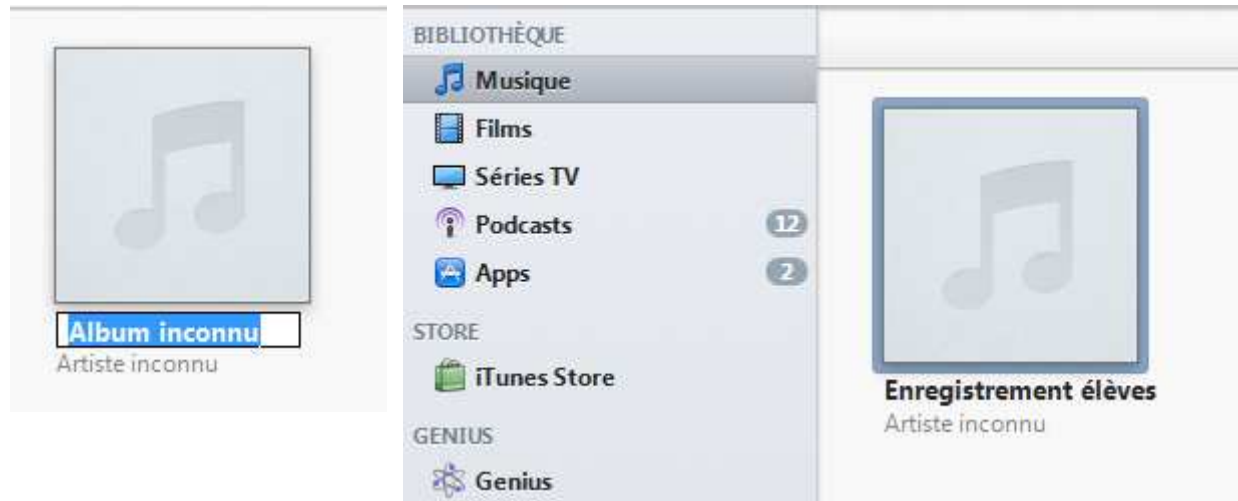 Album inconnu
Artiste inconnu
BIBLIOTHÈQUE
Musique
Films
Séries TV
Podcasts 12
Apps 2
STORE
iTunes Store
GENIUS
Genius
Enregistrement élèves
Artiste inconnu